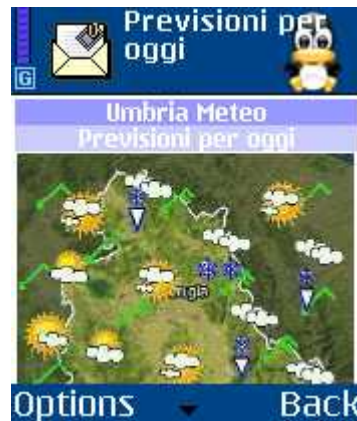 Previsioni per
oggi
G
Umbria Meteo
Previsioni per oggi
Options
Back